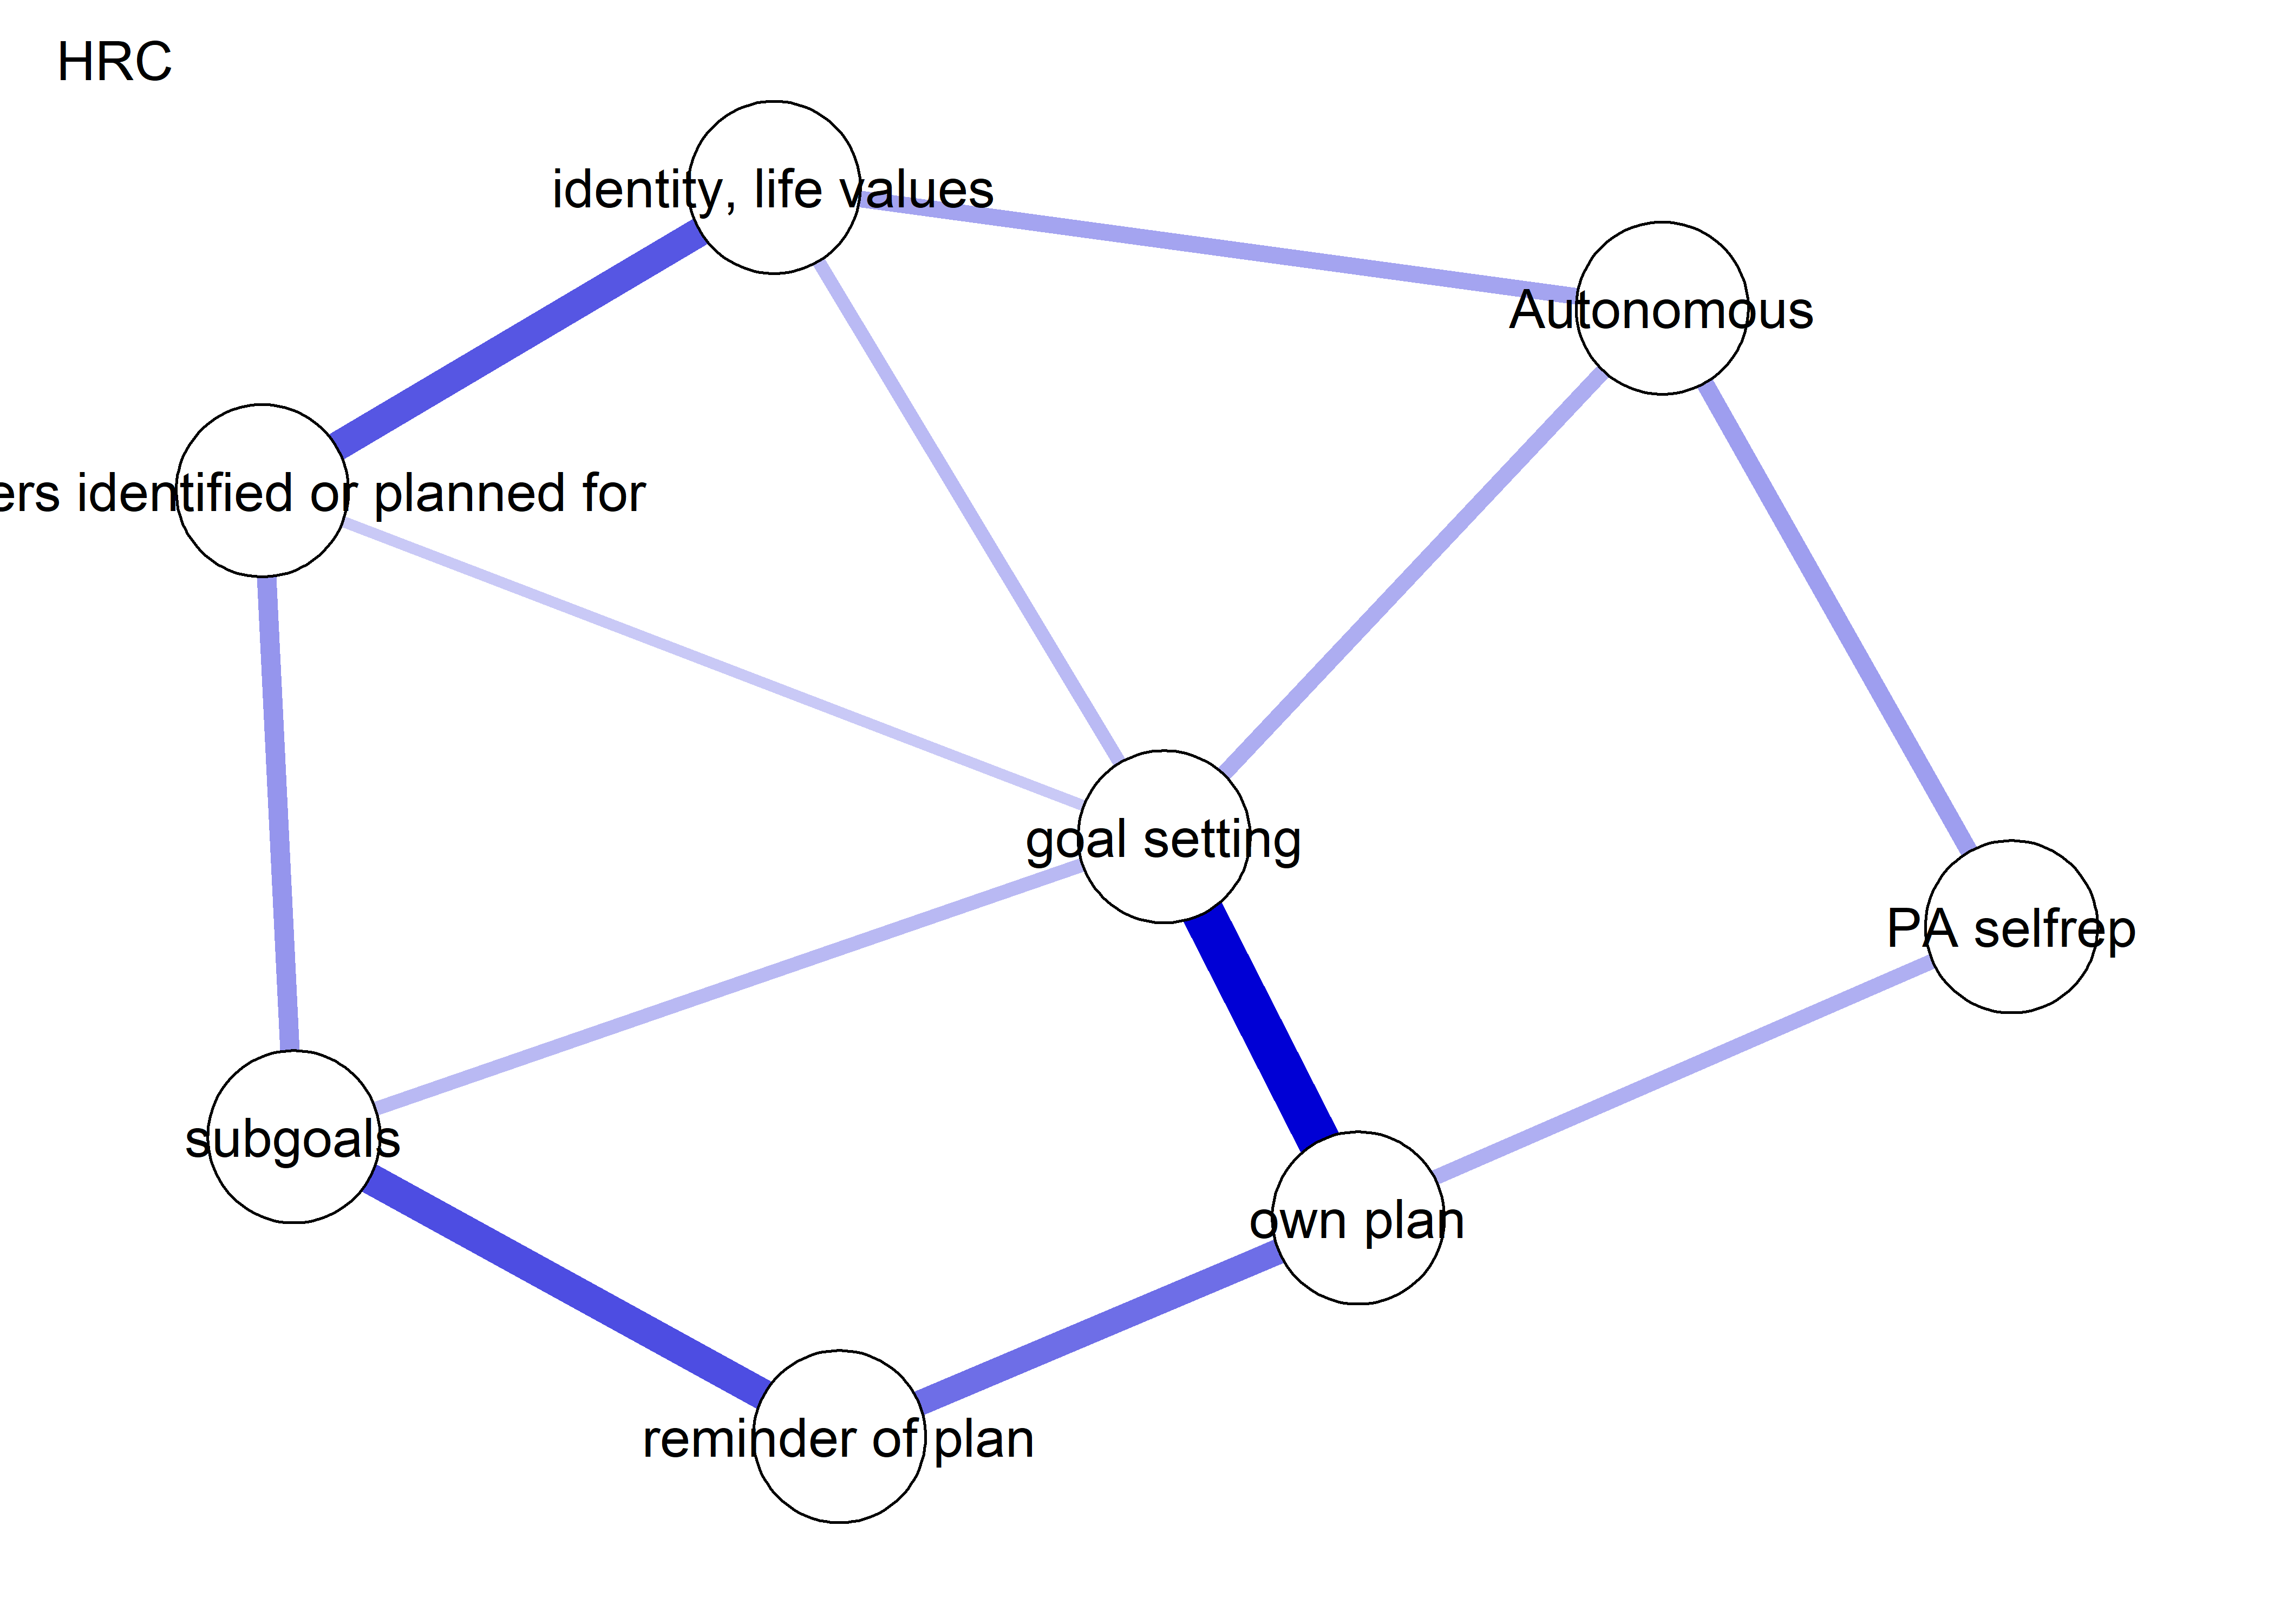 HRC
identity, life values
Autonomous
ers identified or planned for
goal setting
PA selfrep
subgoals
own plan
reminder of plan